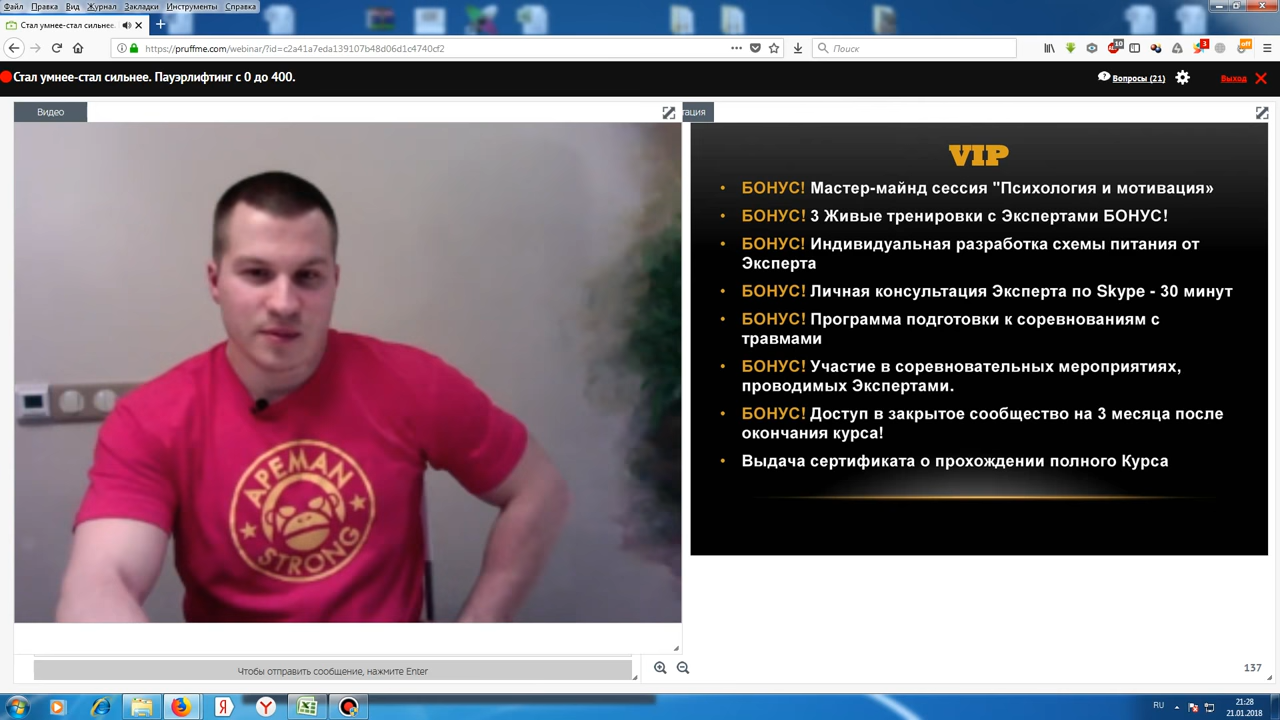 Файл Правка Вид Журнал Закладки Инструменты Справка
Стал умнее-стал сильнее.
https://pruffme.com/webinar/?id=c2a41a7eda139107b48d06d1c4740cf2
Поиск
10
3
off
Стал умнее-стал сильнее. Пауэрлифтинг с 0 до 400.
Вопросы (21)
Выход
Видео
тация
APEMAN
STRONG
VIP
• БОНУС! Мастер-майнд сессия "Психология и мотивация»
• БОНУС! 3 Живые тренировки с Экспертами БОНУС!
• БОНУС! Индивидуальная разработка схемы питания от
Эксперта
• БОНУС! Личная консультация Эксперта по Skype - 30 минут
• БОНУС! Программа подготовки к соревнованиям с
травмами
• БОНУС! Участие в соревновательных мероприятиях,
проводимых Экспертами.
• БОНУС! Доступ в закрытое сообщество на 3 месяца после
окончания курса!
• Выдача сертификата о прохождении полного Курса
Чтобы отправить сообщение, нажмите Enter
137
RU
21:28
21.01.2018